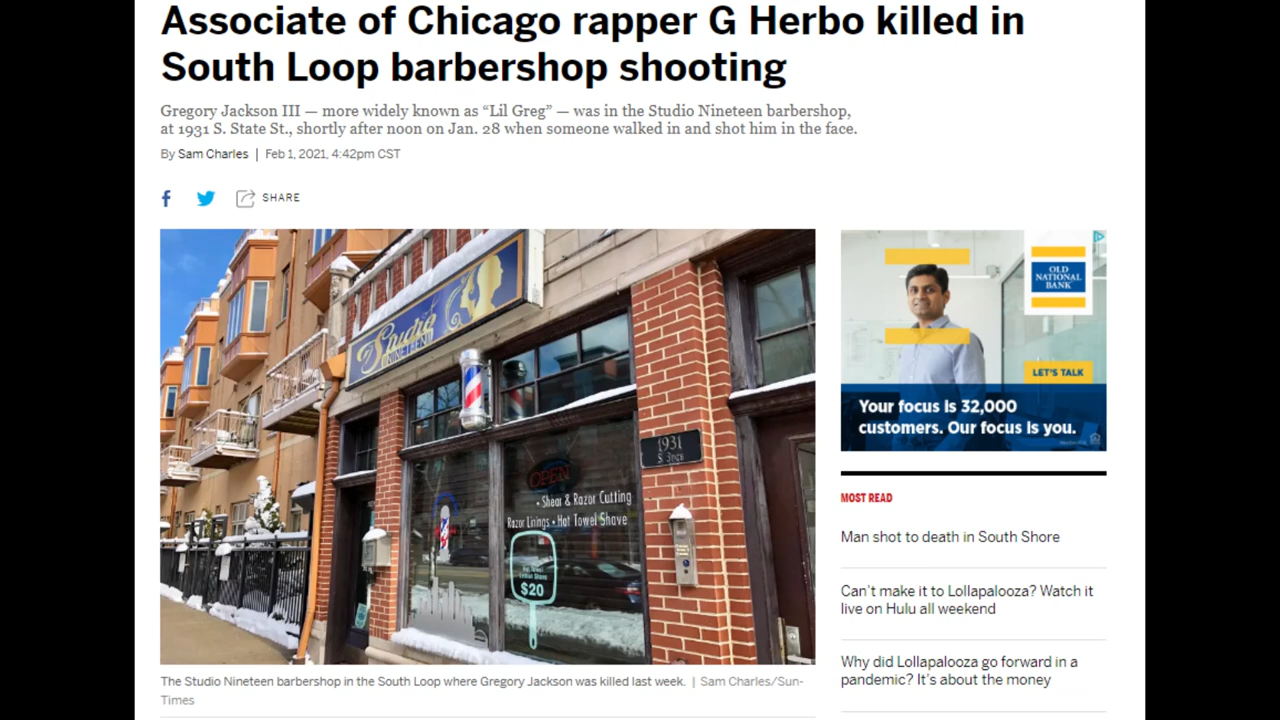 Associate of Chicago rapper G Herbo killed in
South Loop barbershop shooting
Gregory Jackson III — more widely known as “Lil Greg” — was in the Studio Nineteen barbershop,
at 1931 S. State St., shortly after noon on Jan. 28 when someone walked in and shot him in the face.
By Sam Charles | Feb 1, 2021, 4:42pm CST
SHARE
Studio
NINETEEN
1931
OPEN
• Shear & Razor Cutting
Razor Linings • Hot Towel Shave
$20
The Studio Nineteen barbershop in the South Loop where Gregory Jackson was killed last week. | Sam Charles/Sun-
Times
OLD
NATIONAL
BANK
LET'S TALK
Your focus is 32,000
customers. Our focus is you.
MOST READ
Man shot to death in South Shore
Can't make it to Lollapalooza? Watch it
live on Hulu all weekend
Why did Lollapalooza go forward in a
pandemic? It's about the money